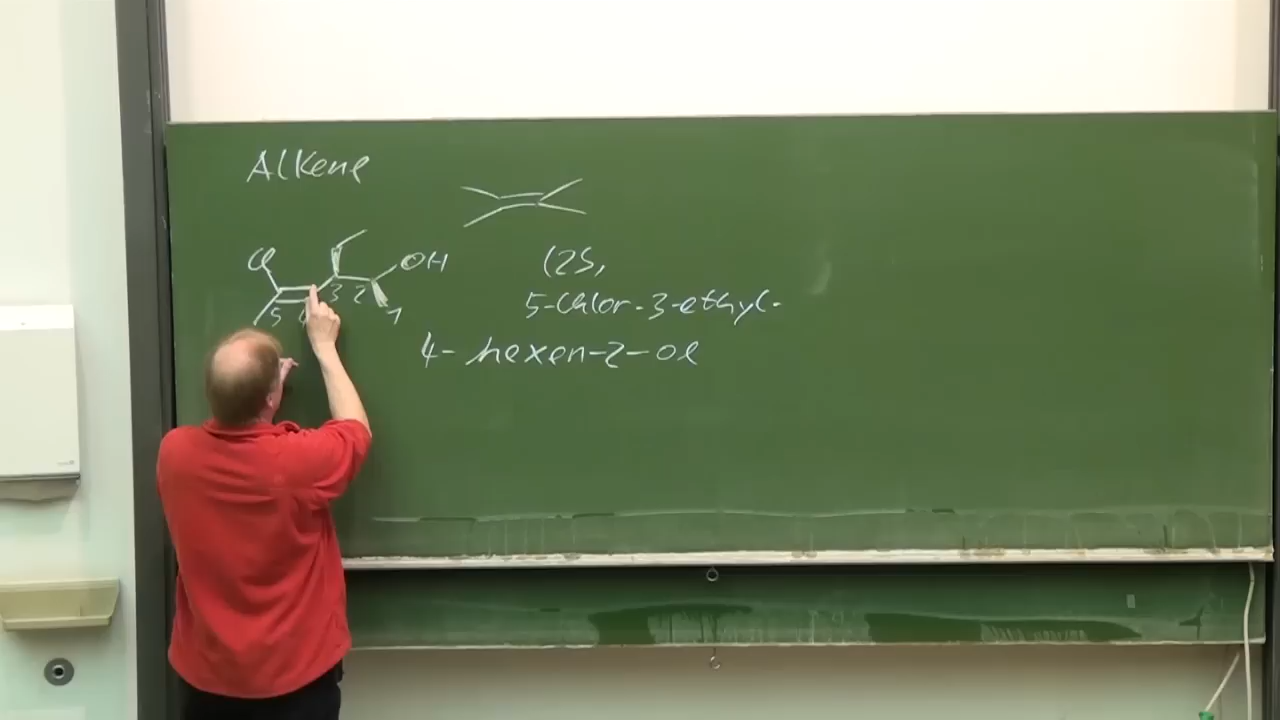 Alkene
Cl
OH
3 2
5 4
1
(2S,
5-Chlor-3-ethyl-
4-hexen-2-ol